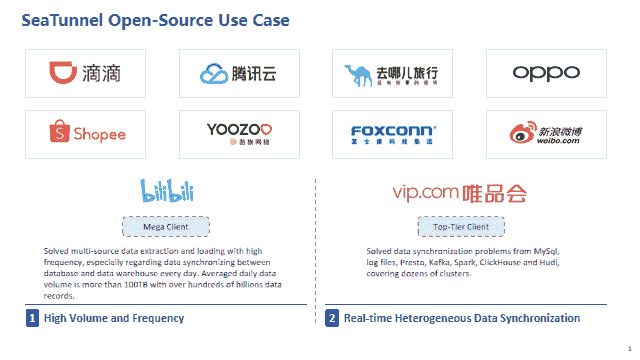 SeaTunnel Open-Source Use Case
滴滴
腾讯云
去哪儿旅行
oppo
Shopee
YOOZOO
游族网络
FOXCONN
富士康科技集团
新浪微博
weibo.com
bilibili
Mega Client
Solved multi-source data extraction and loading with high
frequency, especially regarding data synchronizing between
database and data warehouse every day. Averaged daily data
volume is more than 100TB with over hundreds of billions data
records.
1 High Volume and Frequency
vip.com 唯品会
Top-Tier Client
Solved data synchronization problems from MySql,
log files, Presto, Kafka, Spark, ClickHouse and Hudi,
covering dozens of clusters.
2 Real-time Heterogeneous Data Synchronization